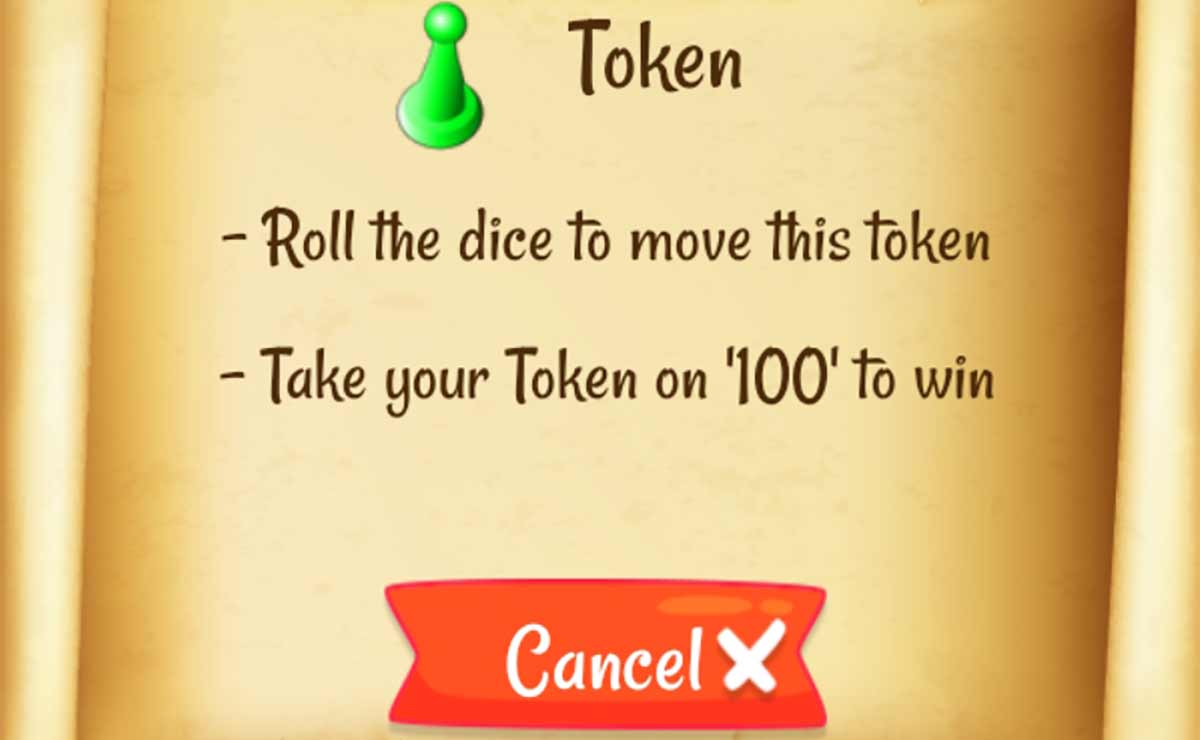 Token
- Roll the dice to move this token
- Take your Token on '100' to win
Cancel